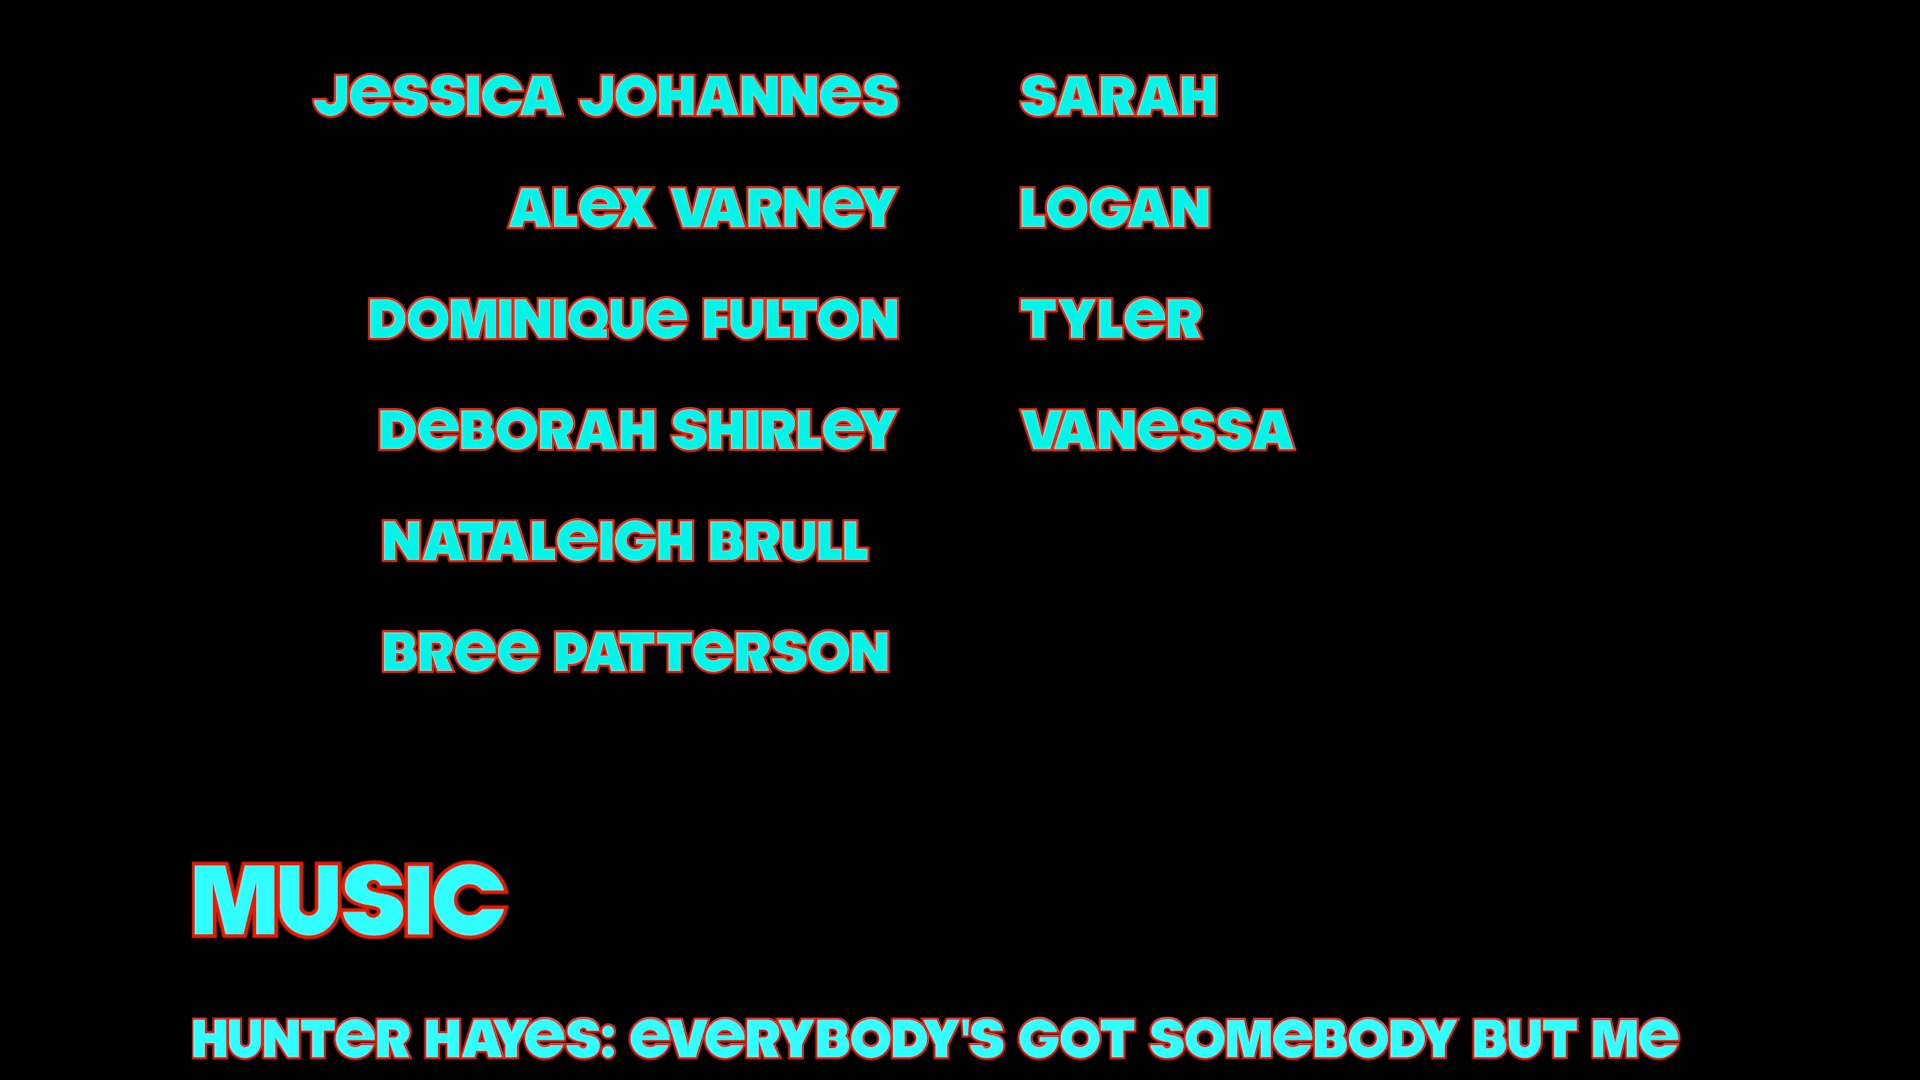 JeSSICA JOHANNeS SARAH
ALeX VARNeY LOGAN
DOMINIQUe FULTON TYLeR
DeBORAH SHIRLeY VANeSSA
NATALeIGH BRULL
BRee PATTeRSON
MUSIC
HUNTeR HAYeS: eVeRYBODY'S GOT SOMeBODY BUT Me